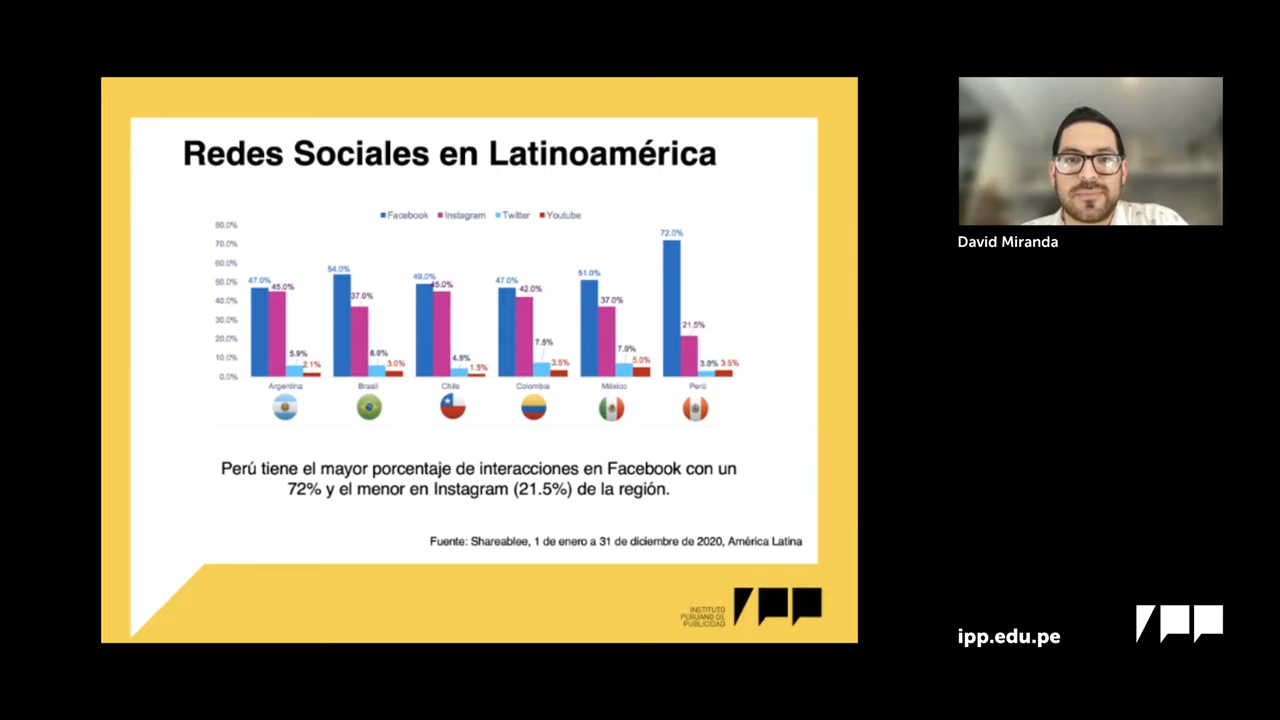 Redes Sociales en Latinoamérica
Facebook Instagram Twitter Youtube
80.0%
70.0%
60.0%
50.0%
40.0%
30.0%
20.0%
10.0%
0.0%
47.0% 45.0% 5.9% 2.1%
54.0% 37.0% 6.0% 3.0%
49.0% 45.0% 4.5% 1.5%
47.0% 42.0% 7.5% 3.5%
51.0% 37.0% 7.0% 5.0%
72.0% 21.5% 3.0% 3.5%
Argentina Brasil Chile Colombia México Perú
Perú tiene el mayor porcentaje de interacciones en Facebook con un
72% y el menor en Instagram (21.5%) de la región.
Fuente: Shareablee, 1 de enero a 31 de diciembre de 2020, América Latina
INSTITUTO
PERUANO DE
PUBLICIDAD
IPP
David Miranda
ipp.edu.pe
IPP